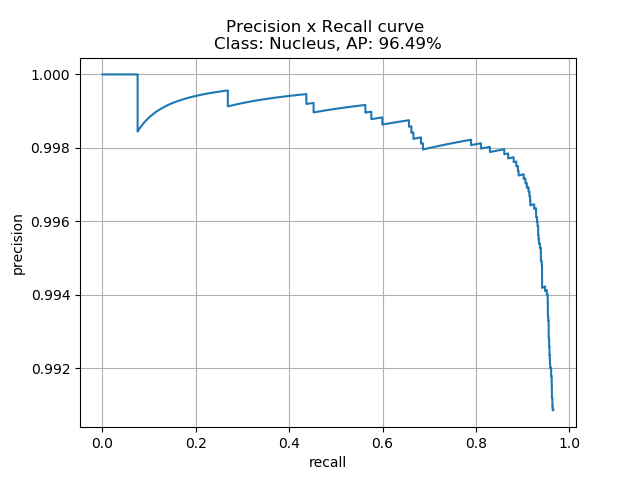 Precision x Recall curve
Class: Nucleus, AP: 96.49%
1.000
0.998
0.996
0.994
0.992
precision
0.0 0.2 0.4 0.6 0.8 1.0
recall